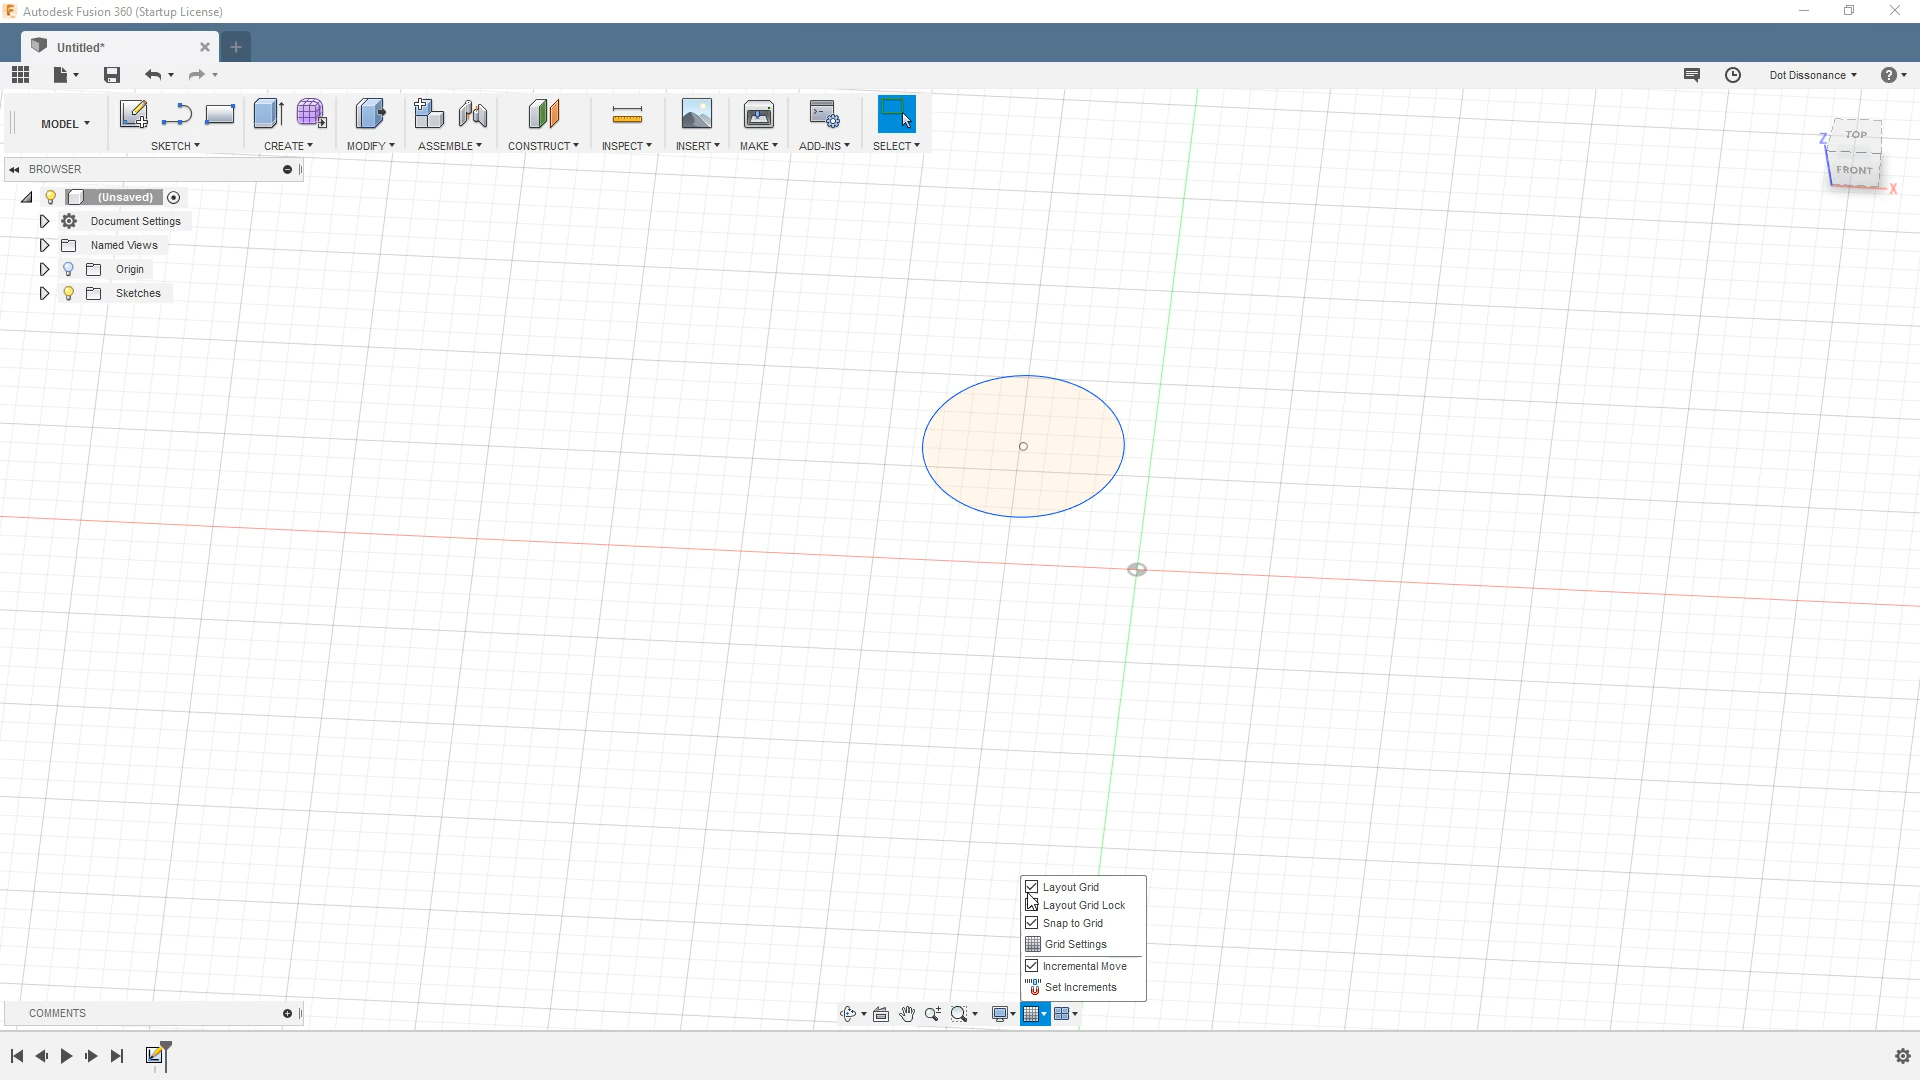 Autodesk Fusion 360 (Startup License)
Untitled*
Dot Dissonance
MODEL
SKETCH
CREATE
MODIFY
ASSEMBLE
CONSTRUCT
INSPECT
INSERT
MAKE
ADD-INS
SELECT
TOP
Z
FRONT
X
BROWSER
(Unsaved)
Document Settings
Named Views
Origin
Sketches
Layout Grid
Layout Grid Lock
Snap to Grid
Grid Settings
Incremental Move
Set Increments
COMMENTS